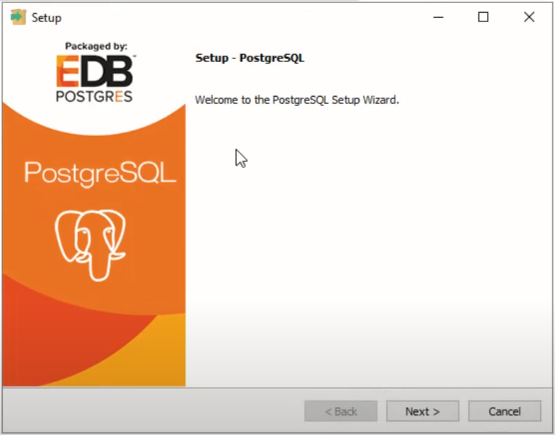 Setup
Packaged by:
EDB
POSTGRES
PostgreSQL
Setup - PostgreSQL
Welcome to the PostgreSQL Setup Wizard.
< Back
Next >
Cancel